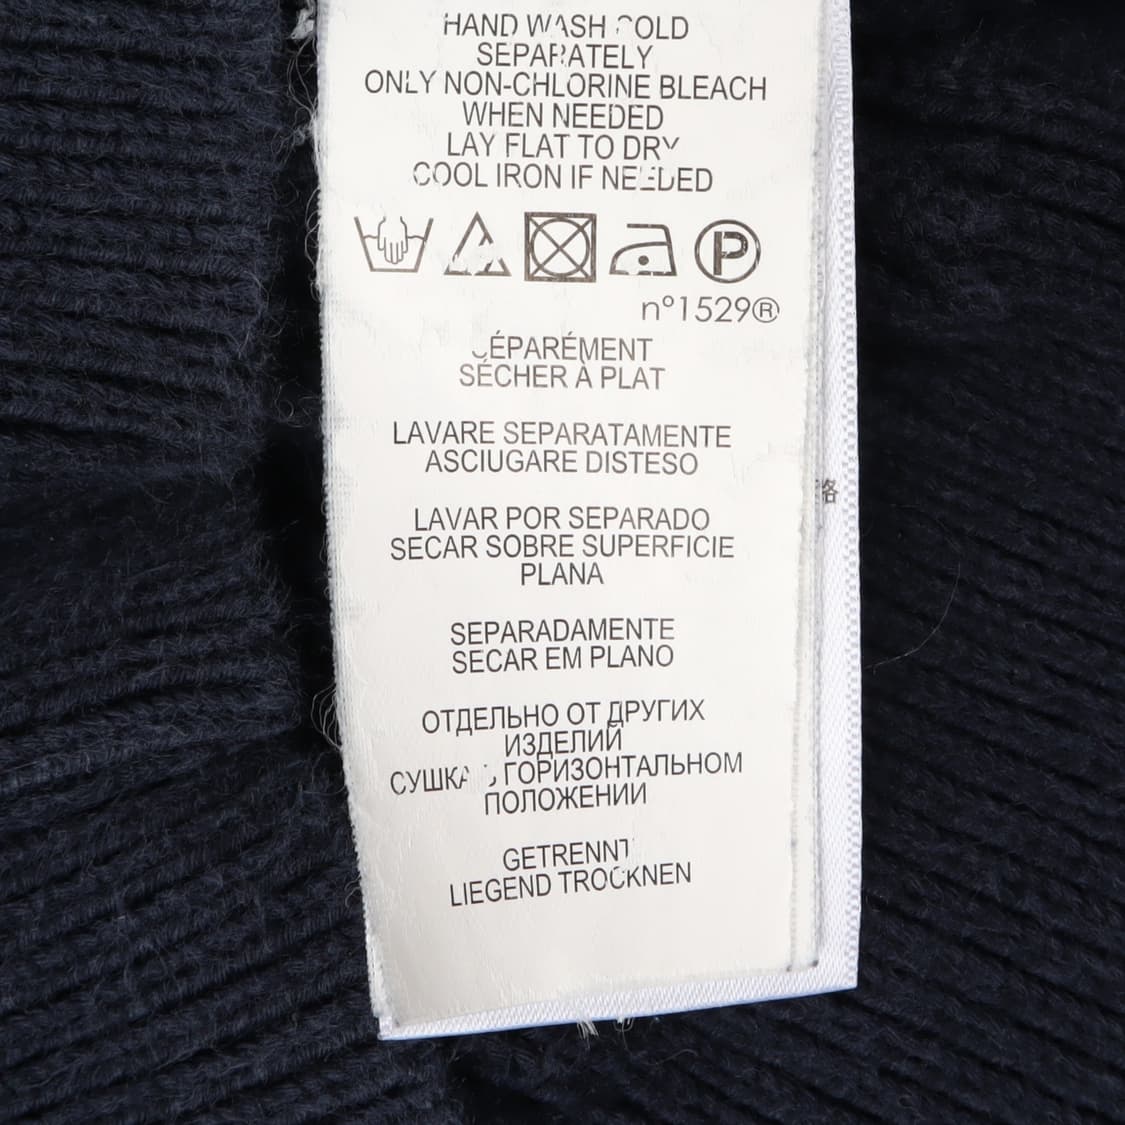 HAND WASH COLD
SEPARATELY
ONLY NON-CHLORINE BLEACH
WHEN NEEDED
LAY FLAT TO DRY
COOL IRON IF NEEDED
P
n°1529®
SÉPARÉMENT
SÉCHER À PLAT
LAVARE SEPARATAMENTE
ASCIUGARE DISTESO
LAVAR POR SEPARADO
SECAR SOBRE SUPERFICIE
PLANA
SEPARADAMENTE
SECAR EM PLANO
ОТДЕЛЬНО ОТ ДРУГИХ
ИЗДЕЛИЙ
СУШКА В ГОРИЗОНТАЛЬНОМ
ПОЛОЖЕНИИ
GETRENNT
LIEGEND TROCKNEN